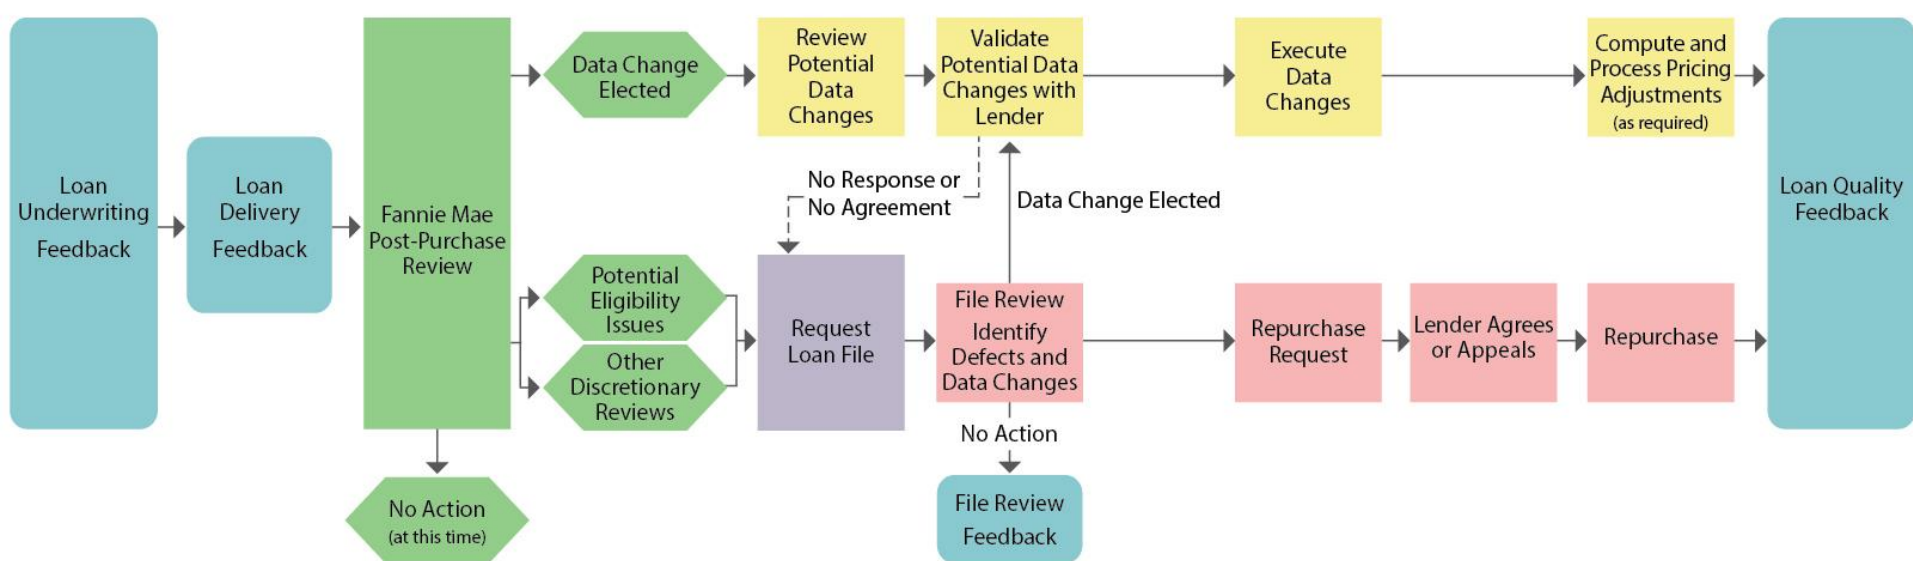 Loan
Underwriting
Feedback
Loan
Delivery
Feedback
Fannie Mae
Post-Purchase
Review
No Action
(at this time)
Data Change
Elected
Potential
Eligibility
Issues
Other
Discretionary
Reviews
Review
Potential
Data
Changes
Validate
Potential Data
Changes with
Lender
No Response or
No Agreement
Data Change Elected
Request
Loan File
File Review
Identify
Defects and
Data Changes
No Action
File Review
Feedback
Execute
Data
Changes
Compute and
Process Pricing
Adjustments
(as required)
Repurchase
Request
Lender Agrees
or Appeals
Repurchase
Loan Quality
Feedback